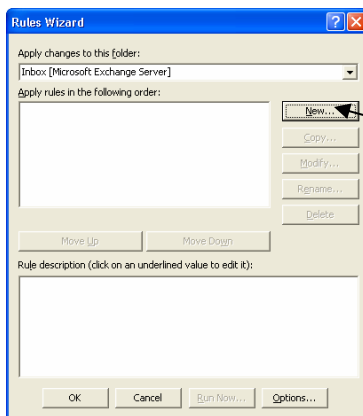 Rules Wizard
Apply changes to this folder:
Inbox [Microsoft Exchange Server]
Apply rules in the following order:
New...
Copy...
Modify...
Rename...
Delete
Move Up
Move Down
Rule description (click on an underlined value to edit it):
OK
Cancel
Run Now...
Options...